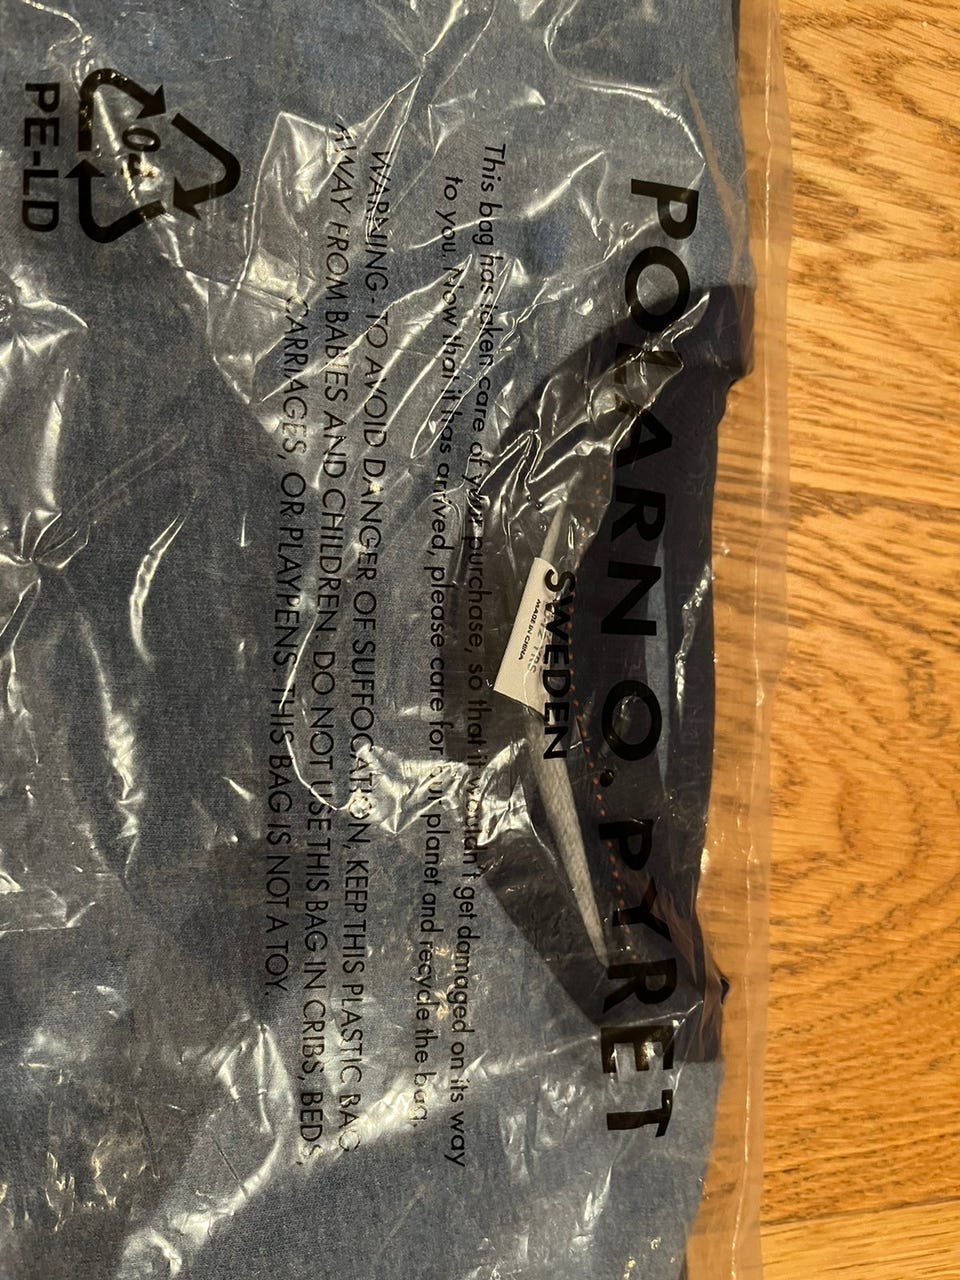 POLARN O. PYRET
SWEDEN
MADE IN CHINA
This bag has taken care of your purchase, so that it wouldn't get damaged on its way
to you. Now that it has arrived, please care for our planet and recycle the bag.
WARNING - TO AVOID DANGER OF SUFFOCATION, KEEP THIS PLASTIC BAG
AWAY FROM BABIES AND CHILDREN. DO NOT USE THIS BAG IN CRIBS, BEDS,
CARRIAGES, OR PLAYPENS. THIS BAG IS NOT A TOY.
04
PE-LD